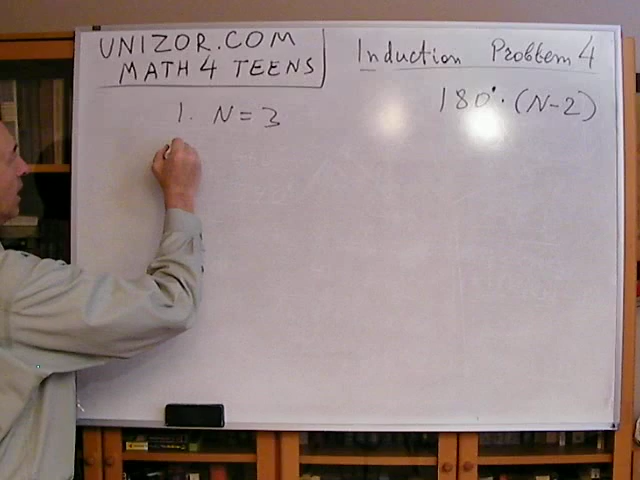 UNIZOR.COM
MATH 4 TEENS
Induction Problem 4
180°·(N-2)
1. N=3